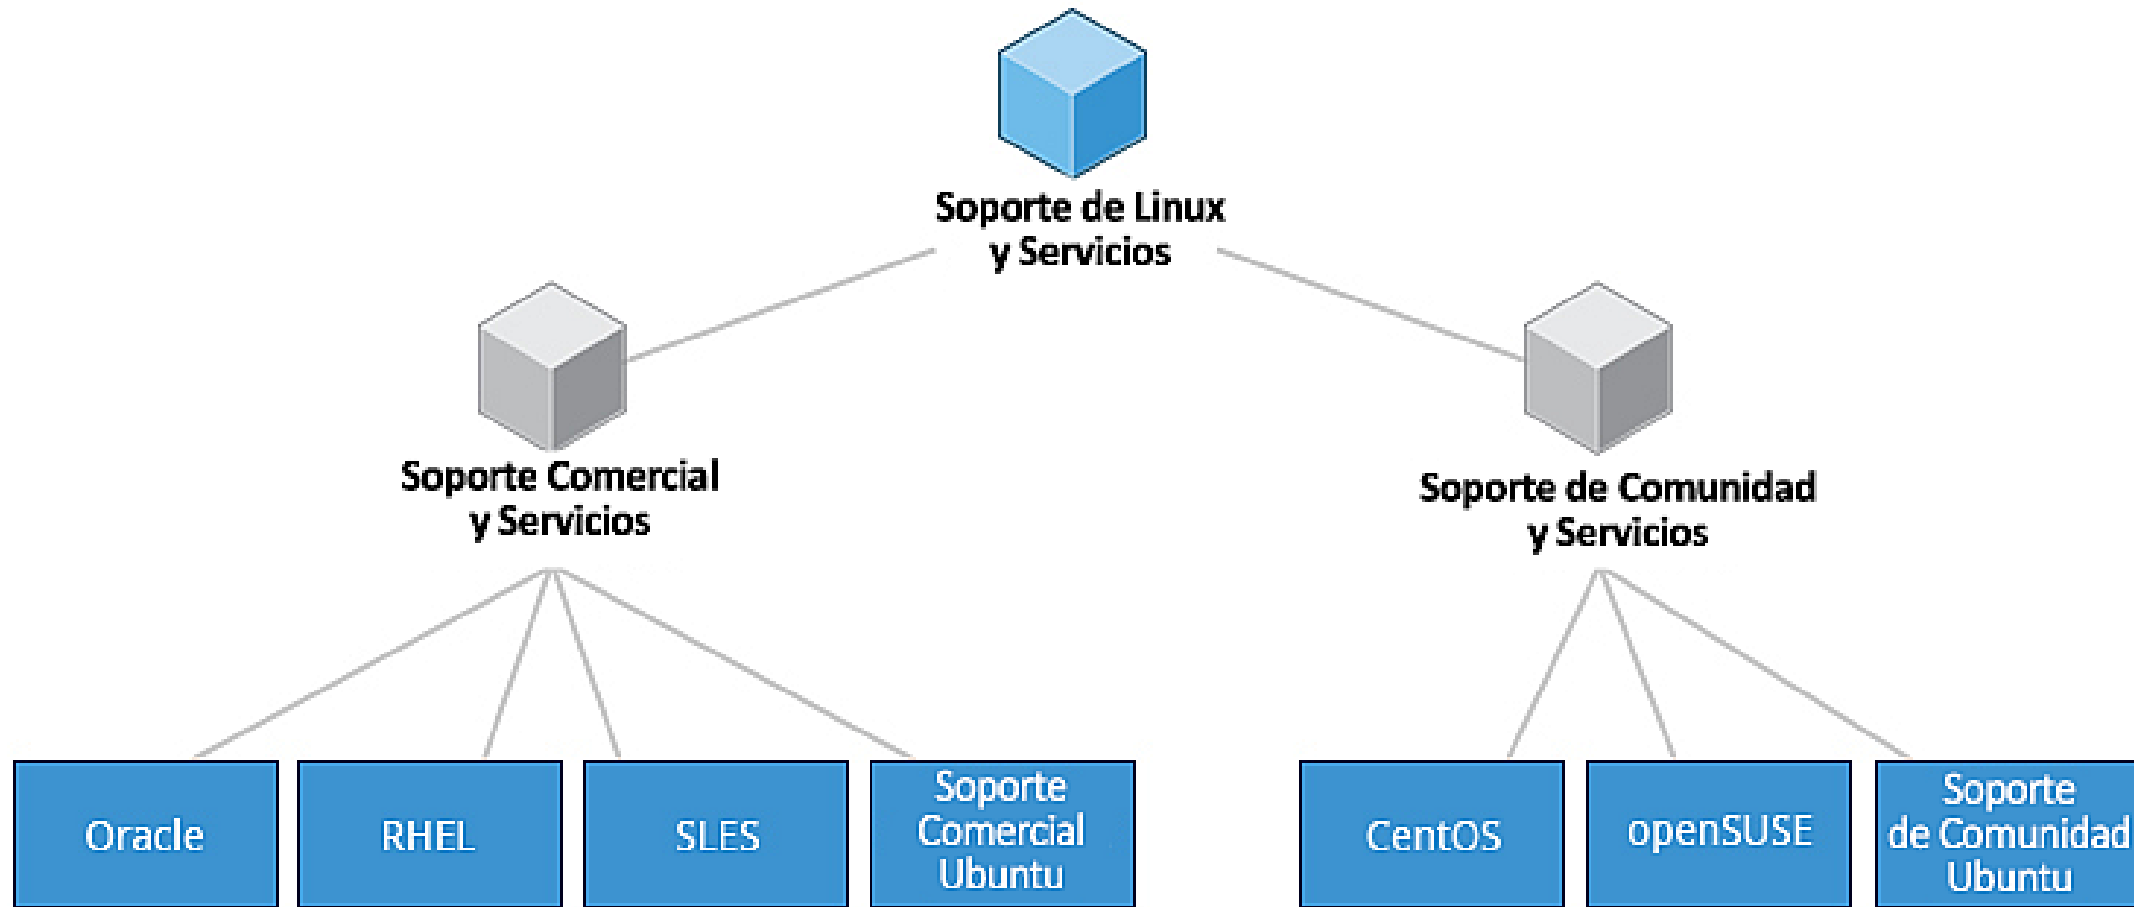 Soporte de Linux
y Servicios
Soporte Comercial
y Servicios
Soporte de Comunidad
y Servicios
Oracle
RHEL
SLES
Soporte
Comercial
Ubuntu
CentOS
openSUSE
Soporte
de Comunidad
Ubuntu